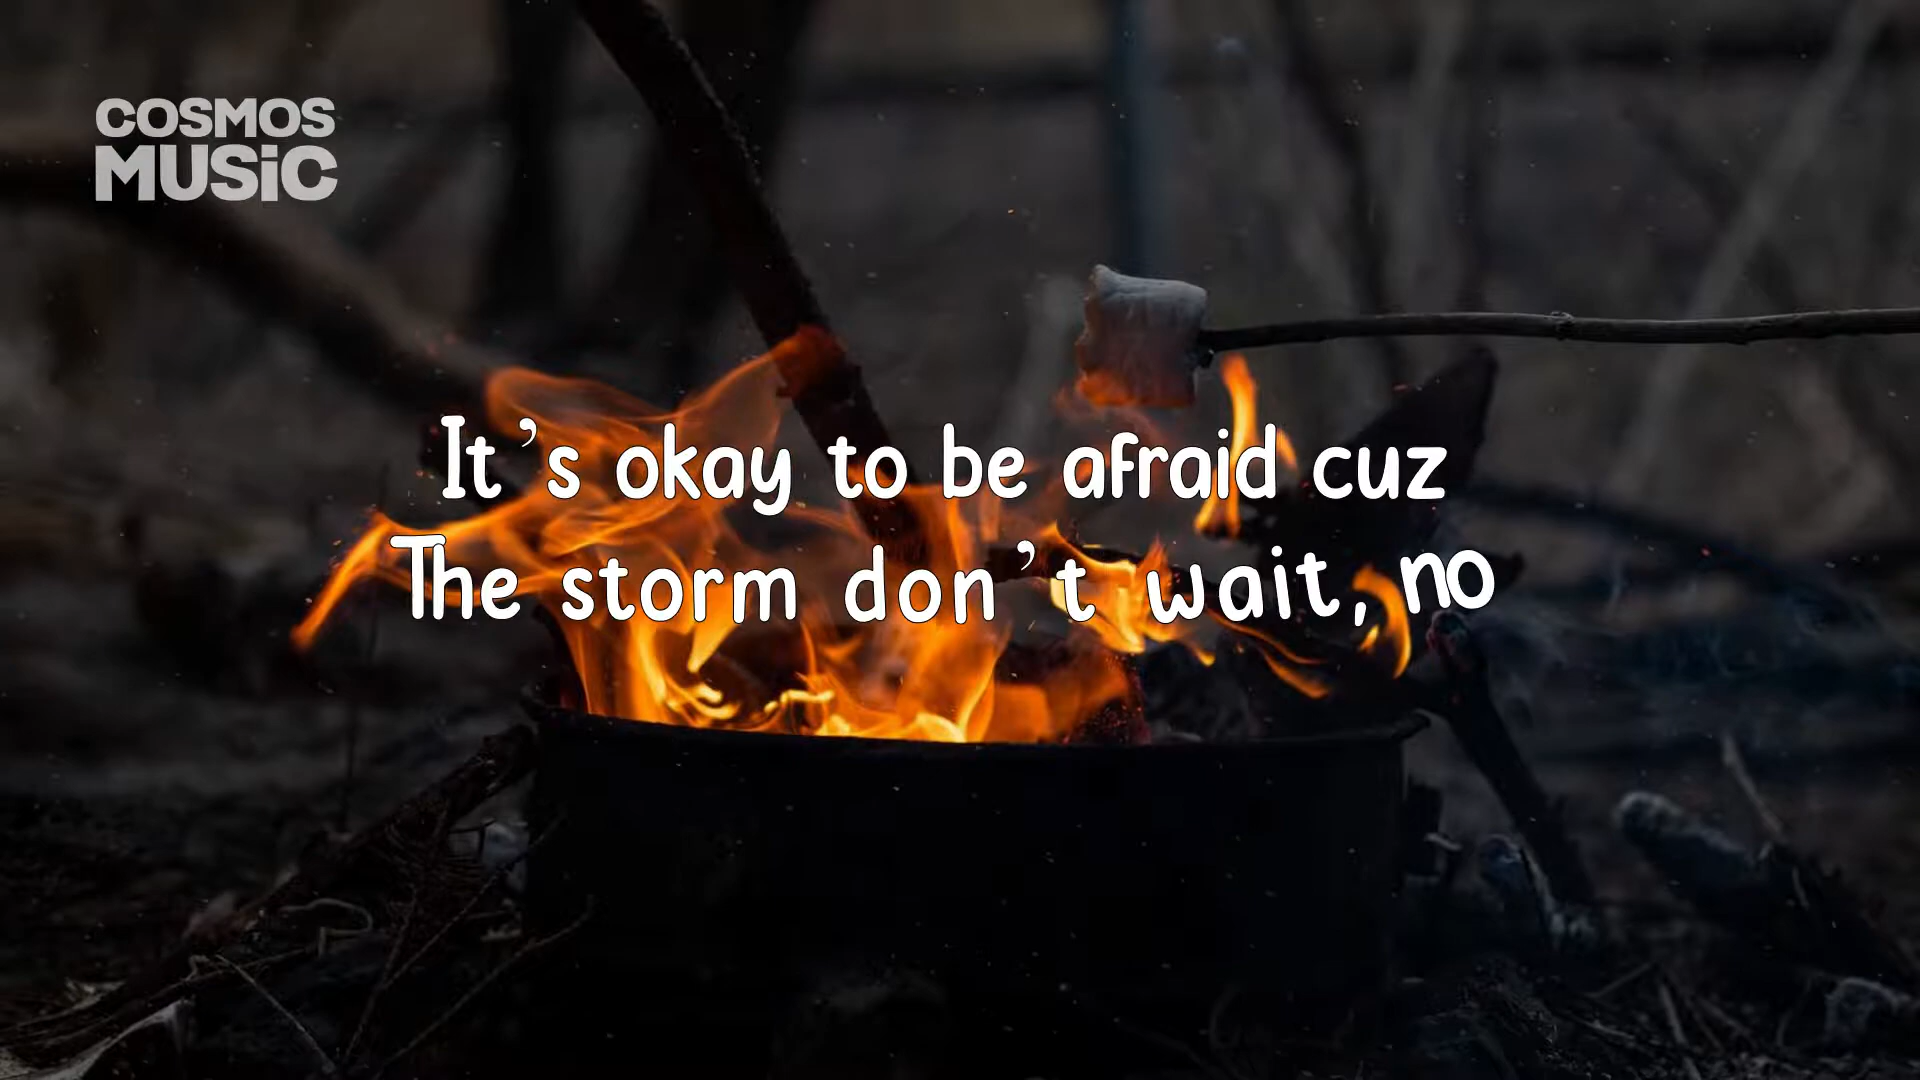 COSMOS
MUSiC
It’s okay to be afraid cuz
The storm don’t wait, no